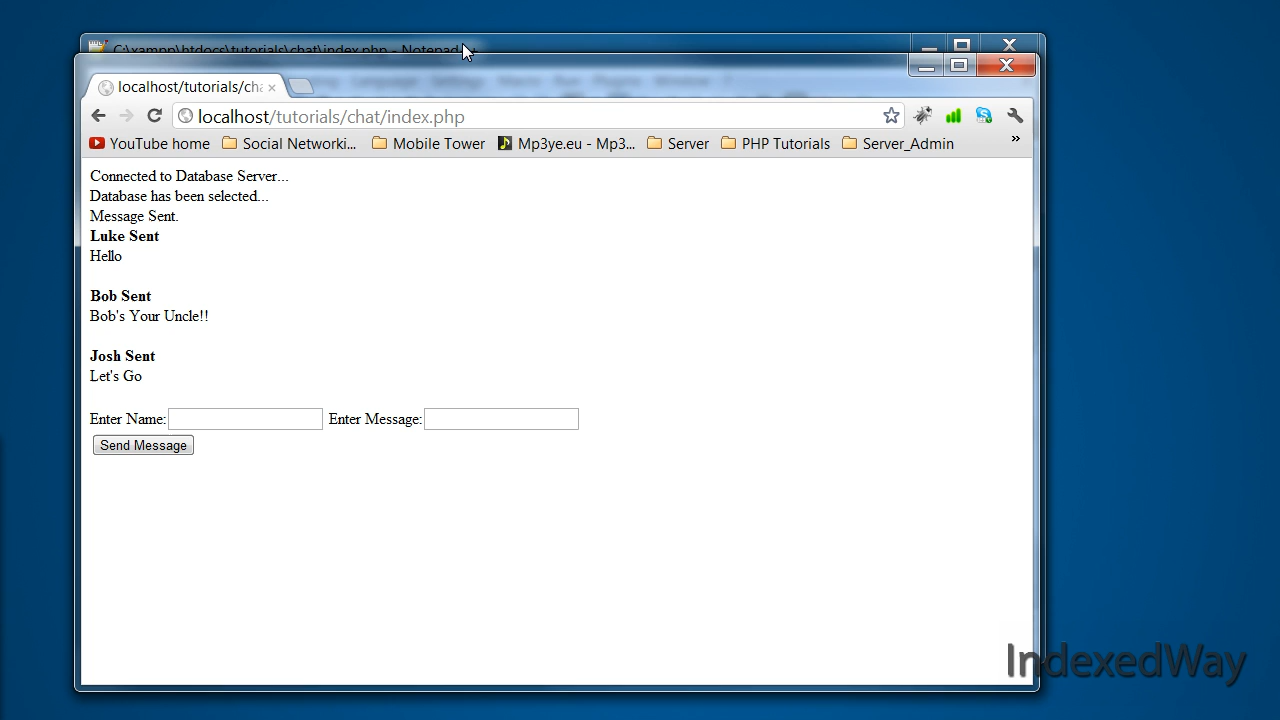 C:\xampp\htdocs\tutorials\chat\index.php - Notepad++
localhost/tutorials/cha
localhost/tutorials/chat/index.php
YouTube home Social Networki... Mobile Tower Mp3ye.eu - Mp3... Server PHP Tutorials Server_Admin »
Connected to Database Server...
Database has been selected...
Message Sent.
Luke Sent
Hello
Bob Sent
Bob's Your Uncle!!
Josh Sent
Let's Go
Enter Name: Enter Message:
Send Message
IndexedWay